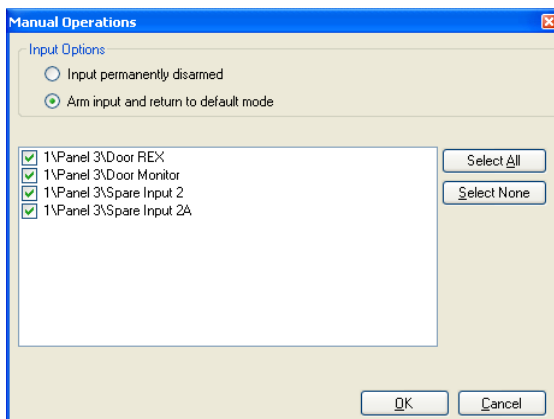 Manual Operations
Input Options
Input permanently disarmed
Arm input and return to default mode
1\Panel 3\Door REX
1\Panel 3\Door Monitor
1\Panel 3\Spare Input 2
1\Panel 3\Spare Input 2A
Select All
Select None
OK
Cancel